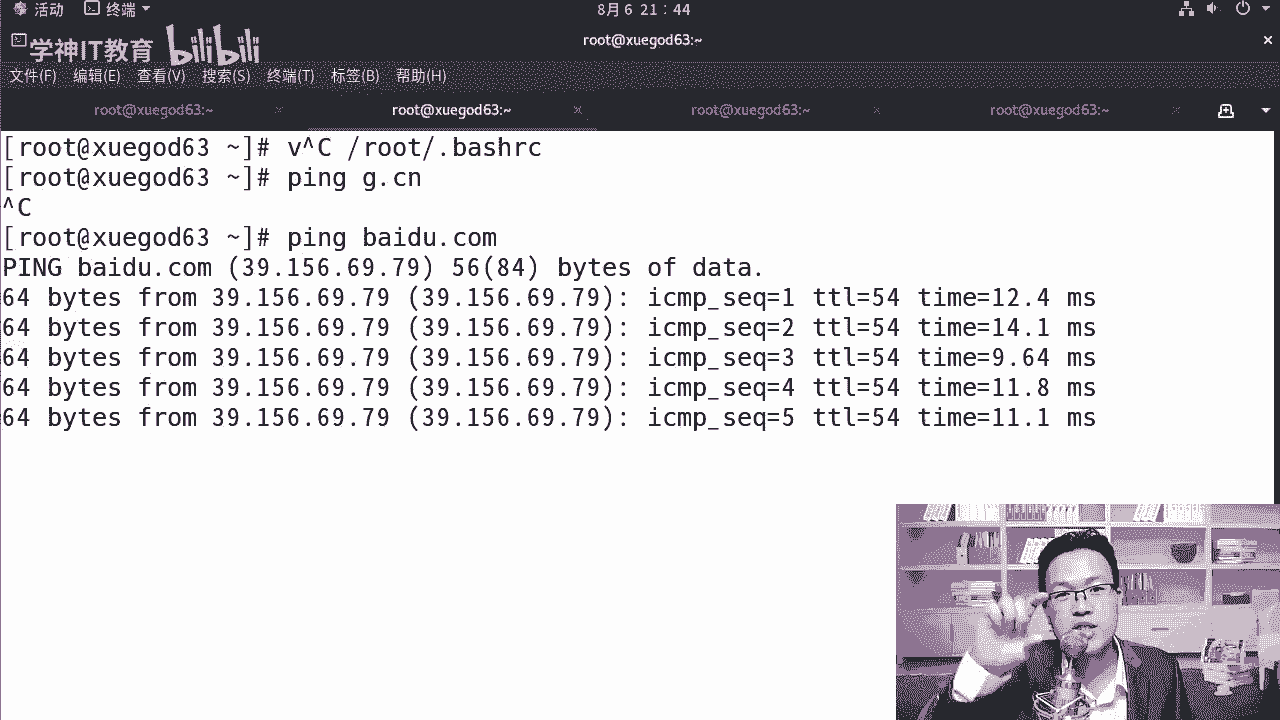 活动 终端 8月 6 21：44
学神IT教育 bilibili root@xuegod63:~ ×
文件(F) 编辑(E) 查看(V) 搜索(S) 终端(T) 标签(B) 帮助(H)
root@xuegod63:~ × root@xuegod63:~ × root@xuegod63:~ × root@xuegod63:~ ×
[root@xuegod63 ~]# v^C /root/.bashrc
[root@xuegod63 ~]# ping g.cn
^C
[root@xuegod63 ~]# ping baidu.com
PING baidu.com (39.156.69.79) 56(84) bytes of data.
64 bytes from 39.156.69.79 (39.156.69.79): icmp_seq=1 ttl=54 time=12.4 ms
64 bytes from 39.156.69.79 (39.156.69.79): icmp_seq=2 ttl=54 time=14.1 ms
64 bytes from 39.156.69.79 (39.156.69.79): icmp_seq=3 ttl=54 time=9.64 ms
64 bytes from 39.156.69.79 (39.156.69.79): icmp_seq=4 ttl=54 time=11.8 ms
64 bytes from 39.156.69.79 (39.156.69.79): icmp_seq=5 ttl=54 time=11.1 ms